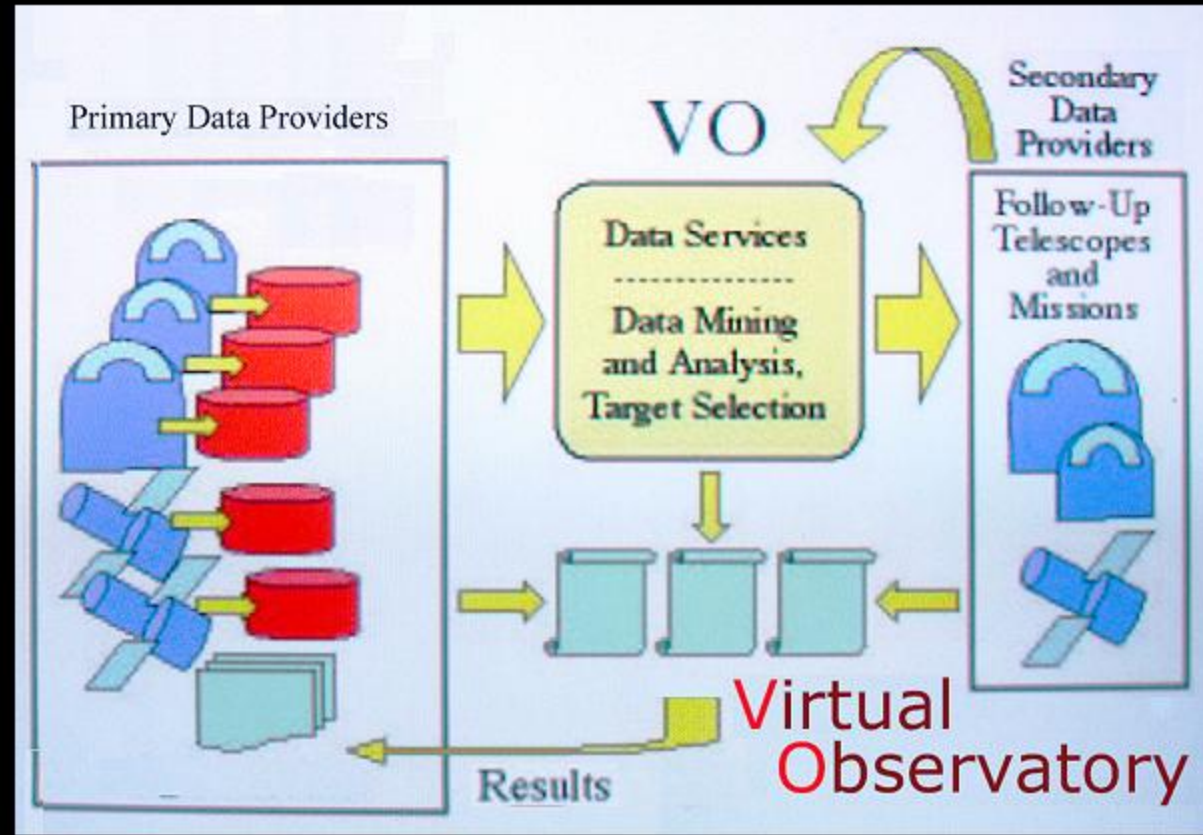 Primary Data Providers
VO
Secondary
Data
Providers
Data Services
---------------
Data Mining
and Analysis,
Target Selection
Follow-Up
Telescopes
and
Missions
Results
Virtual
Observatory